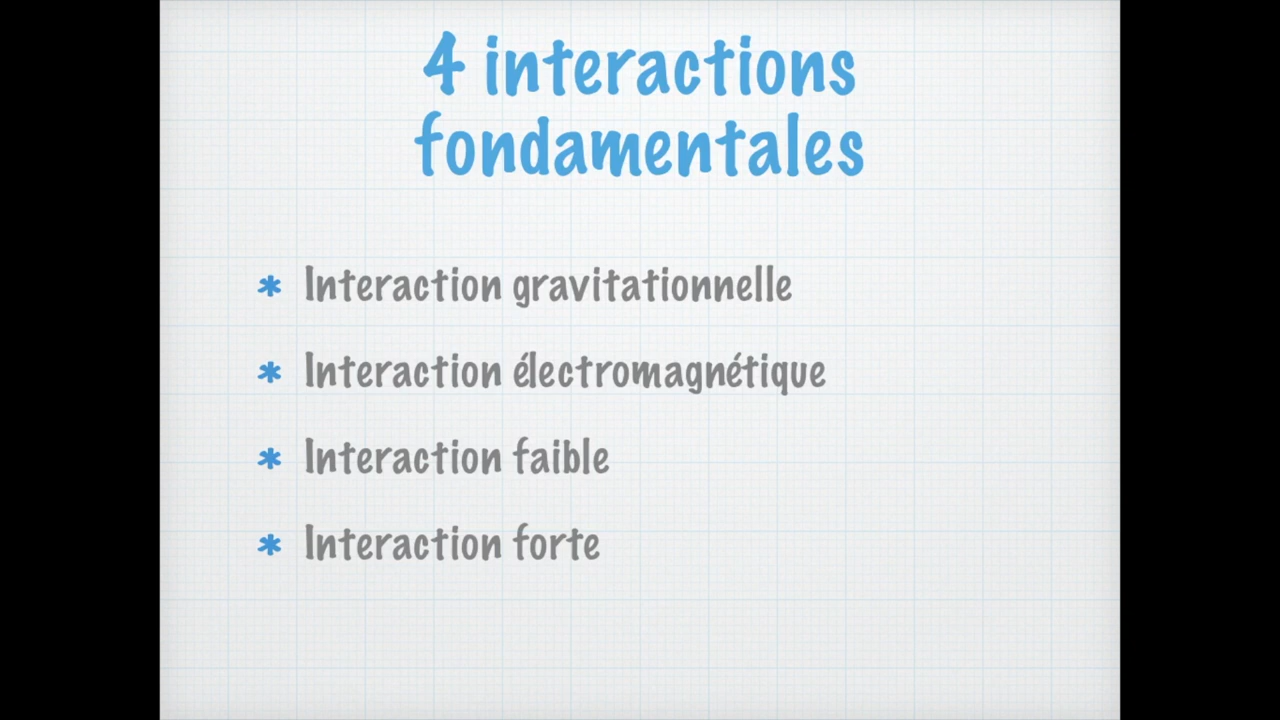 4 interactions
fondamentales
* Interaction gravitationnelle
* Interaction électromagnétique
* Interaction faible
* Interaction forte